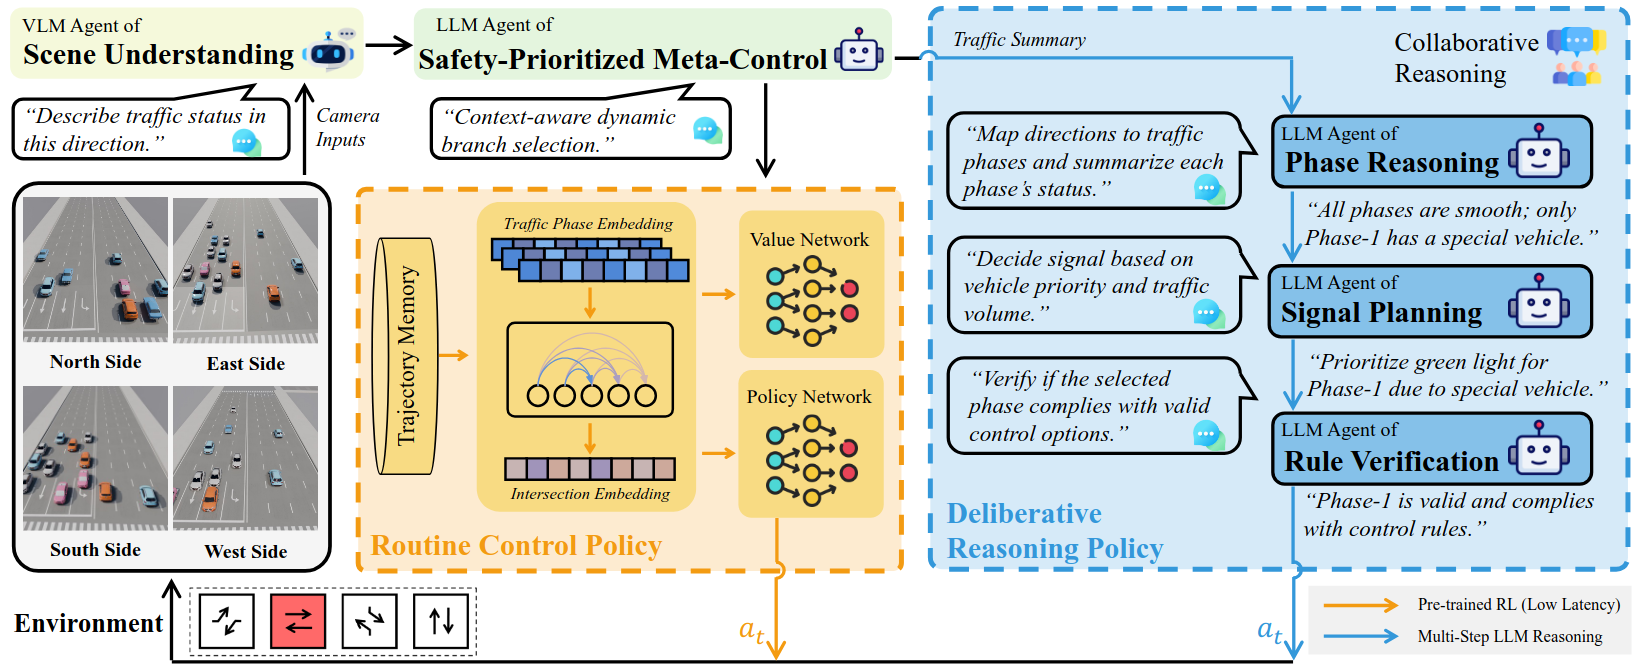 VLM Agent of
Scene Understanding
“Describe traffic status in
this direction.”
Camera
Inputs
North Side
East Side
South Side
West Side
Environment
LLM Agent of
Safety-Prioritized Meta-Control
“Context-aware dynamic
branch selection.”
Trajectory Memory
Traffic Phase Embedding
Intersection Embedding
Value Network
Policy Network
Routine Control Policy
a_t
Traffic Summary
Collaborative
Reasoning
“Map directions to traffic
phases and summarize each
phase’s status.”
LLM Agent of
Phase Reasoning
“All phases are smooth; only
Phase-1 has a special vehicle.”
“Decide signal based on
vehicle priority and traffic
volume.”
LLM Agent of
Signal Planning
“Prioritize green light for
Phase-1 due to special vehicle.”
“Verify if the selected
phase complies with valid
control options.”
LLM Agent of
Rule Verification
“Phase-1 is valid and complies
with control rules.”
Deliberative
Reasoning Policy
a_t
Pre-trained RL (Low Latency)
Multi-Step LLM Reasoning